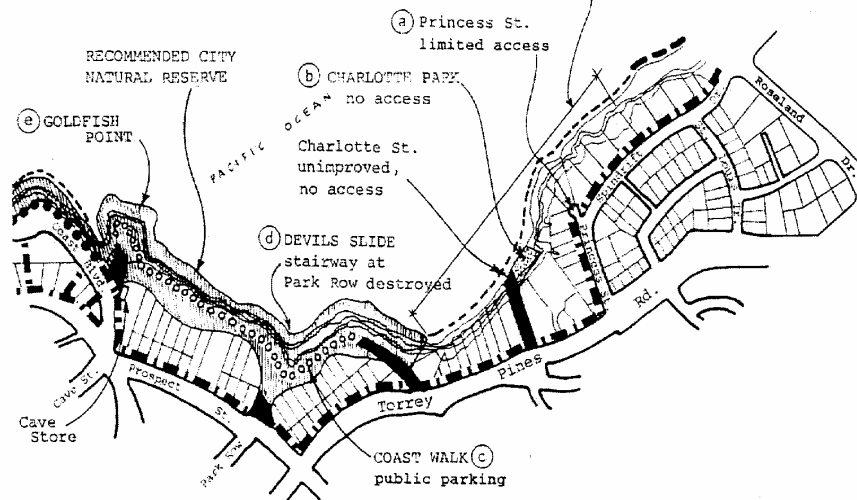 (a) Princess St.
limited access
RECOMMENDED CITY
NATURAL RESERVE
(b) CHARLOTTE PARK
no access
(e) GOLDFISH
POINT
PACIFIC OCEAN
Charlotte St.
unimproved,
no access
(d) DEVILS SLIDE
stairway at
Park Row destroyed
Roseland
Dr.
Spindrift
Princess St.
Coast Blvd.
Rd.
Pines
Torrey
Prospect
St.
Cave St.
Cave
Store
Park Row
COAST WALK (c)
public parking